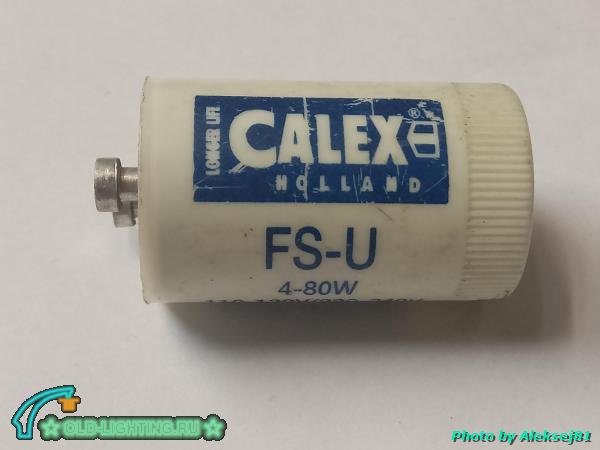 LONGER LIFE
CALEX®
HOLLAND
FS-U
4-80W
OLD-LIGHTING.RU
Photo by Aleksej81